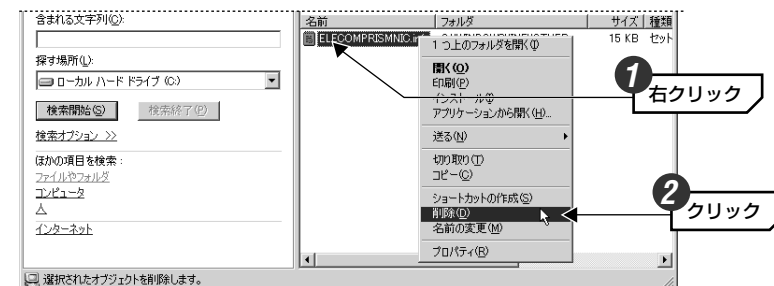 含まれる文字列(C):
探す場所(L):
ローカル ハード ドライブ (C:)
検索開始(S) 検索終了(P)
検索オプション >>
ほかの項目を検索:
ファイルやフォルダ
コンピュータ
人
インターネット
名前 フォルダ サイズ 種類
ELECOMPRISMNIC.in 15 KB セット
1 つ上のフォルダを開く(I)
開く(O)
印刷(P)
インストール(I)
アプリケーションから開く(H)...
送る(N)
切り取り(T)
コピー(C)
ショートカットの作成(S)
削除(D)
名前の変更(M)
プロパティ(R)
1 右クリック
2 クリック
選択されたオブジェクトを削除します。